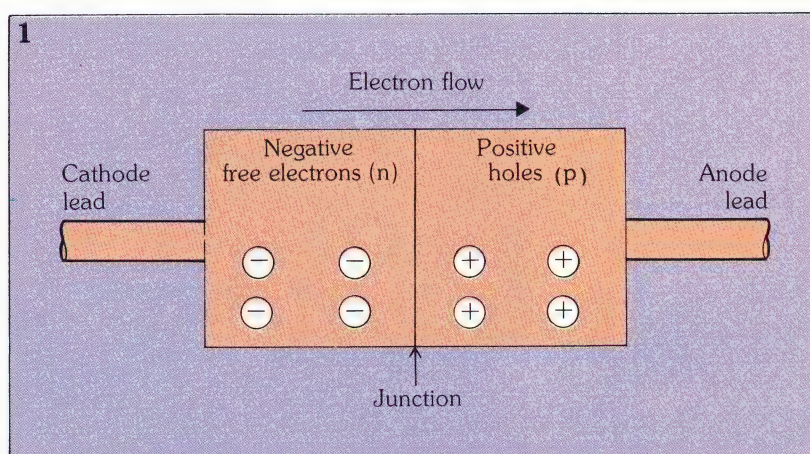 1
Electron flow
Negative
free electrons (n)
Positive
holes (p)
Cathode
lead
Anode
lead
− − + +
− − + +
Junction